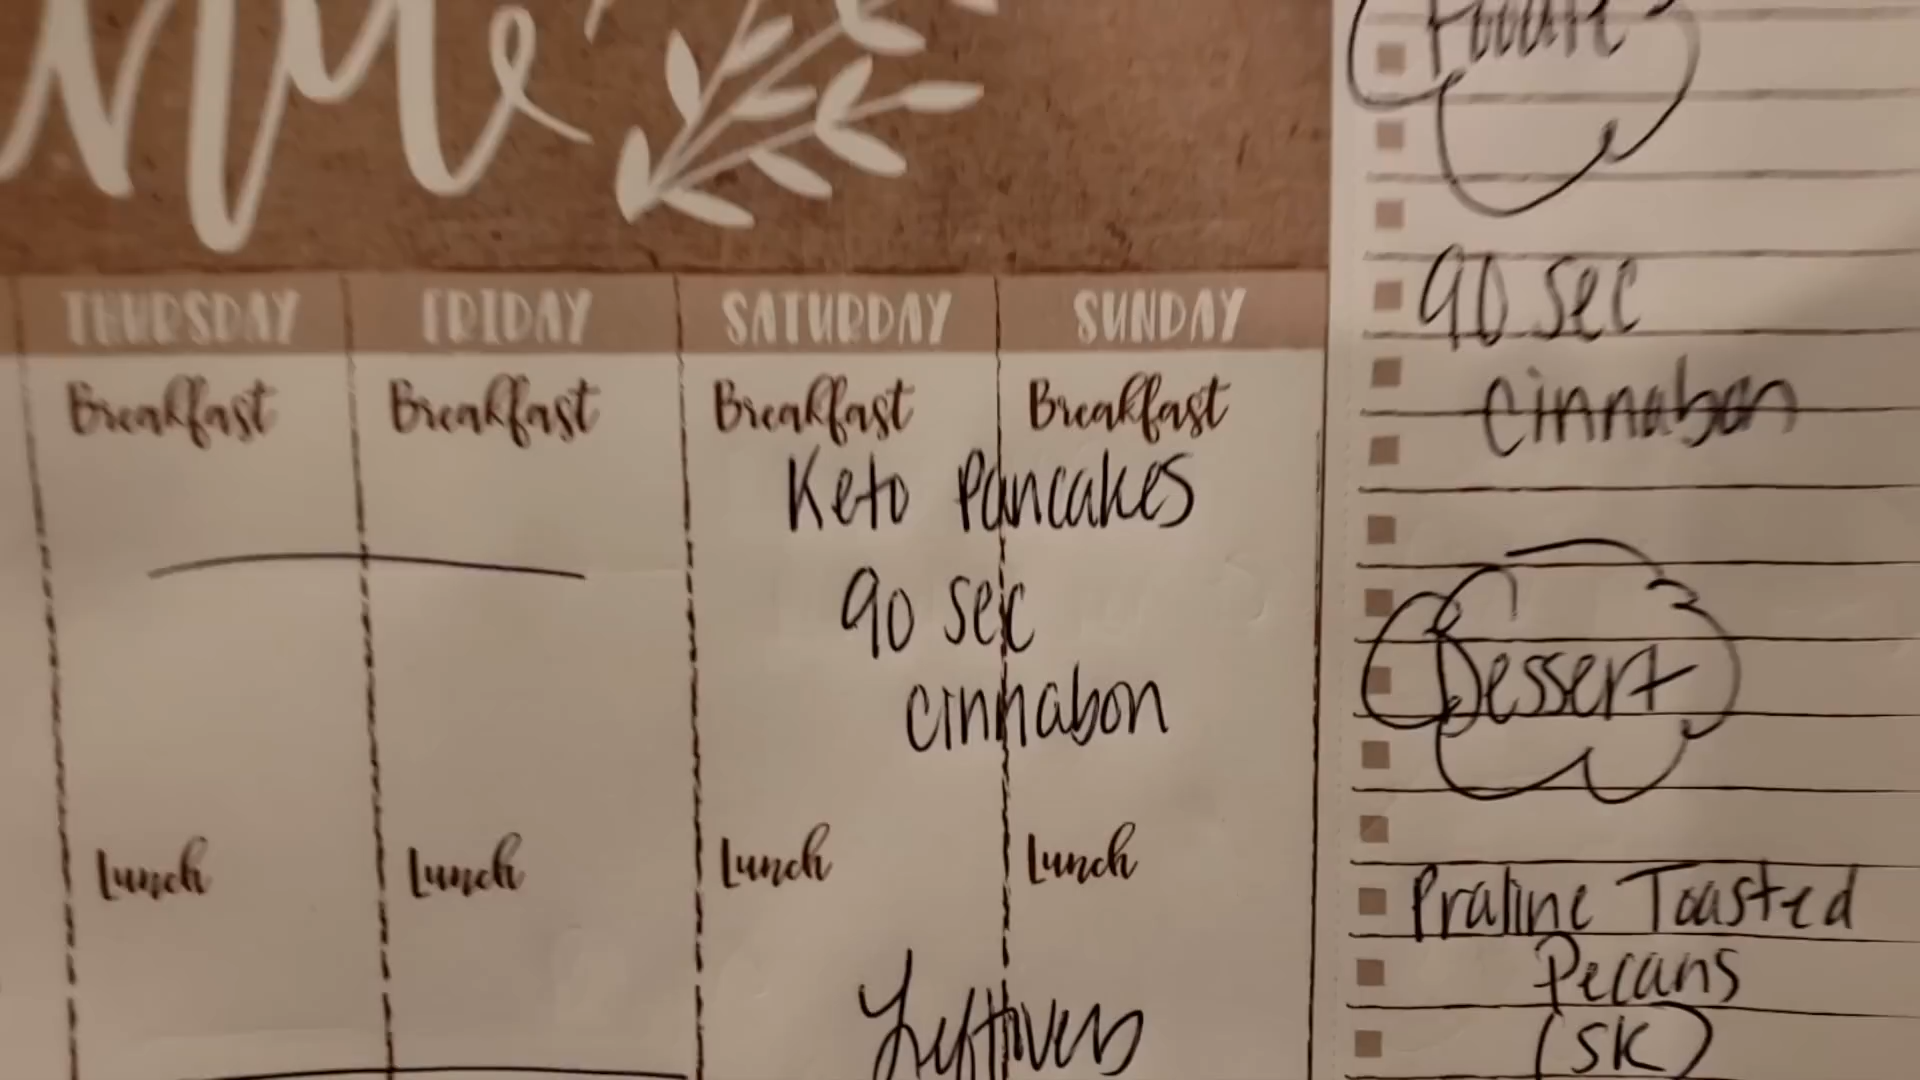 THURSDAY FRIDAY SATURDAY SUNDAY
Breakfast Breakfast Breakfast Breakfast
Keto Pancakes
90 sec
cinnabon
Lunch Lunch Lunch Lunch
Leftovers
90 sec
cinnabon
Dessert
Praline Toasted
Pecans
(SK)